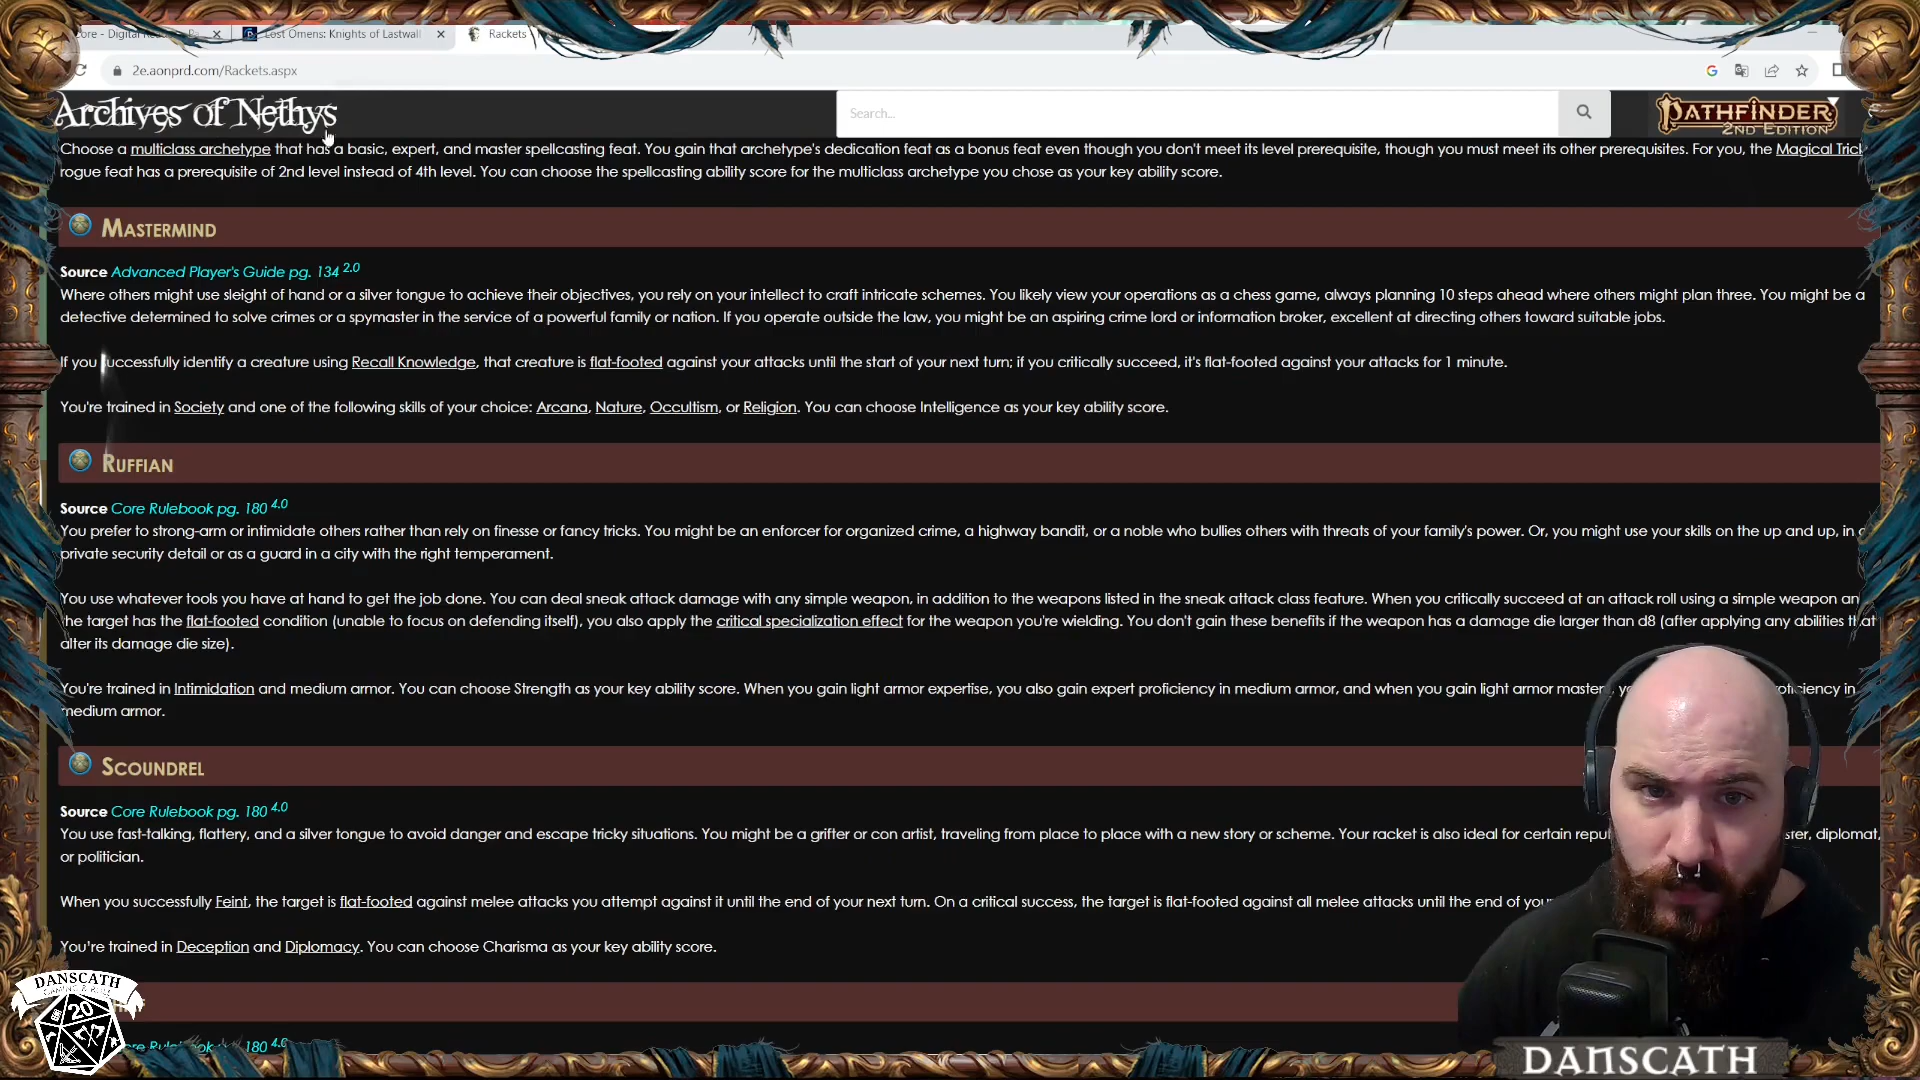 Core - Digital
Lost Omens: Knights of Lastwall
Rackets -
2e.aonprd.com/Rackets.aspx
Archives of Nethys
Search...
PATHFINDER
2ND EDITION
Choose a multiclass archetype that has a basic, expert, and master spellcasting feat. You gain that archetype's dedication feat as a bonus feat even though you don't meet its level prerequisite, though you must meet its other prerequisites. For you, the Magical Trick
rogue feat has a prerequisite of 2nd level instead of 4th level. You can choose the spellcasting ability score for the multiclass archetype you chose as your key ability score.
MASTERMIND
Source Advanced Player's Guide pg. 134 2.0
Where others might use sleight of hand or a silver tongue to achieve their objectives, you rely on your intellect to craft intricate schemes. You likely view your operations as a chess game, always planning 10 steps ahead where others might plan three. You might be a
detective determined to solve crimes or a spymaster in the service of a powerful family or nation. If you operate outside the law, you might be an aspiring crime lord or information broker, excellent at directing others toward suitable jobs.
If you successfully identify a creature using Recall Knowledge, that creature is flat-footed against your attacks until the start of your next turn; if you critically succeed, it's flat-footed against your attacks for 1 minute.
You're trained in Society and one of the following skills of your choice: Arcana, Nature, Occultism, or Religion. You can choose Intelligence as your key ability score.
RUFFIAN
Source Core Rulebook pg. 180 4.0
You prefer to strong-arm or intimidate others rather than rely on finesse or fancy tricks. You might be an enforcer for organized crime, a highway bandit, or a noble who bullies others with threats of your family's power. Or, you might use your skills on the up and up, in a
private security detail or as a guard in a city with the right temperament.
You use whatever tools you have at hand to get the job done. You can deal sneak attack damage with any simple weapon, in addition to the weapons listed in the sneak attack class feature. When you critically succeed at an attack roll using a simple weapon an
the target has the flat-footed condition (unable to focus on defending itself), you also apply the critical specialization effect for the weapon you're wielding. You don't gain these benefits if the weapon has a damage die larger than d8 (after applying any abilities that
alter its damage die size).
You're trained in Intimidation and medium armor. You can choose Strength as your key ability score. When you gain light armor expertise, you also gain expert proficiency in medium armor, and when you gain light armor master proficiency in
medium armor.
SCOUNDREL
Source Core Rulebook pg. 180 4.0
You use fast-talking, flattery, and a silver tongue to avoid danger and escape tricky situations. You might be a grifter or con artist, traveling from place to place with a new story or scheme. Your racket is also ideal for certain diplomat,
or politician.
When you successfully Feint, the target is flat-footed against melee attacks you attempt against it until the end of your next turn. On a critical success, the target is flat-footed against all melee attacks until the end of your
You're trained in Deception and Diplomacy. You can choose Charisma as your key ability score.
Core Rulebook pg. 180 4.0
DANSCATH
GAMING & ROLL
20
DANSCATH